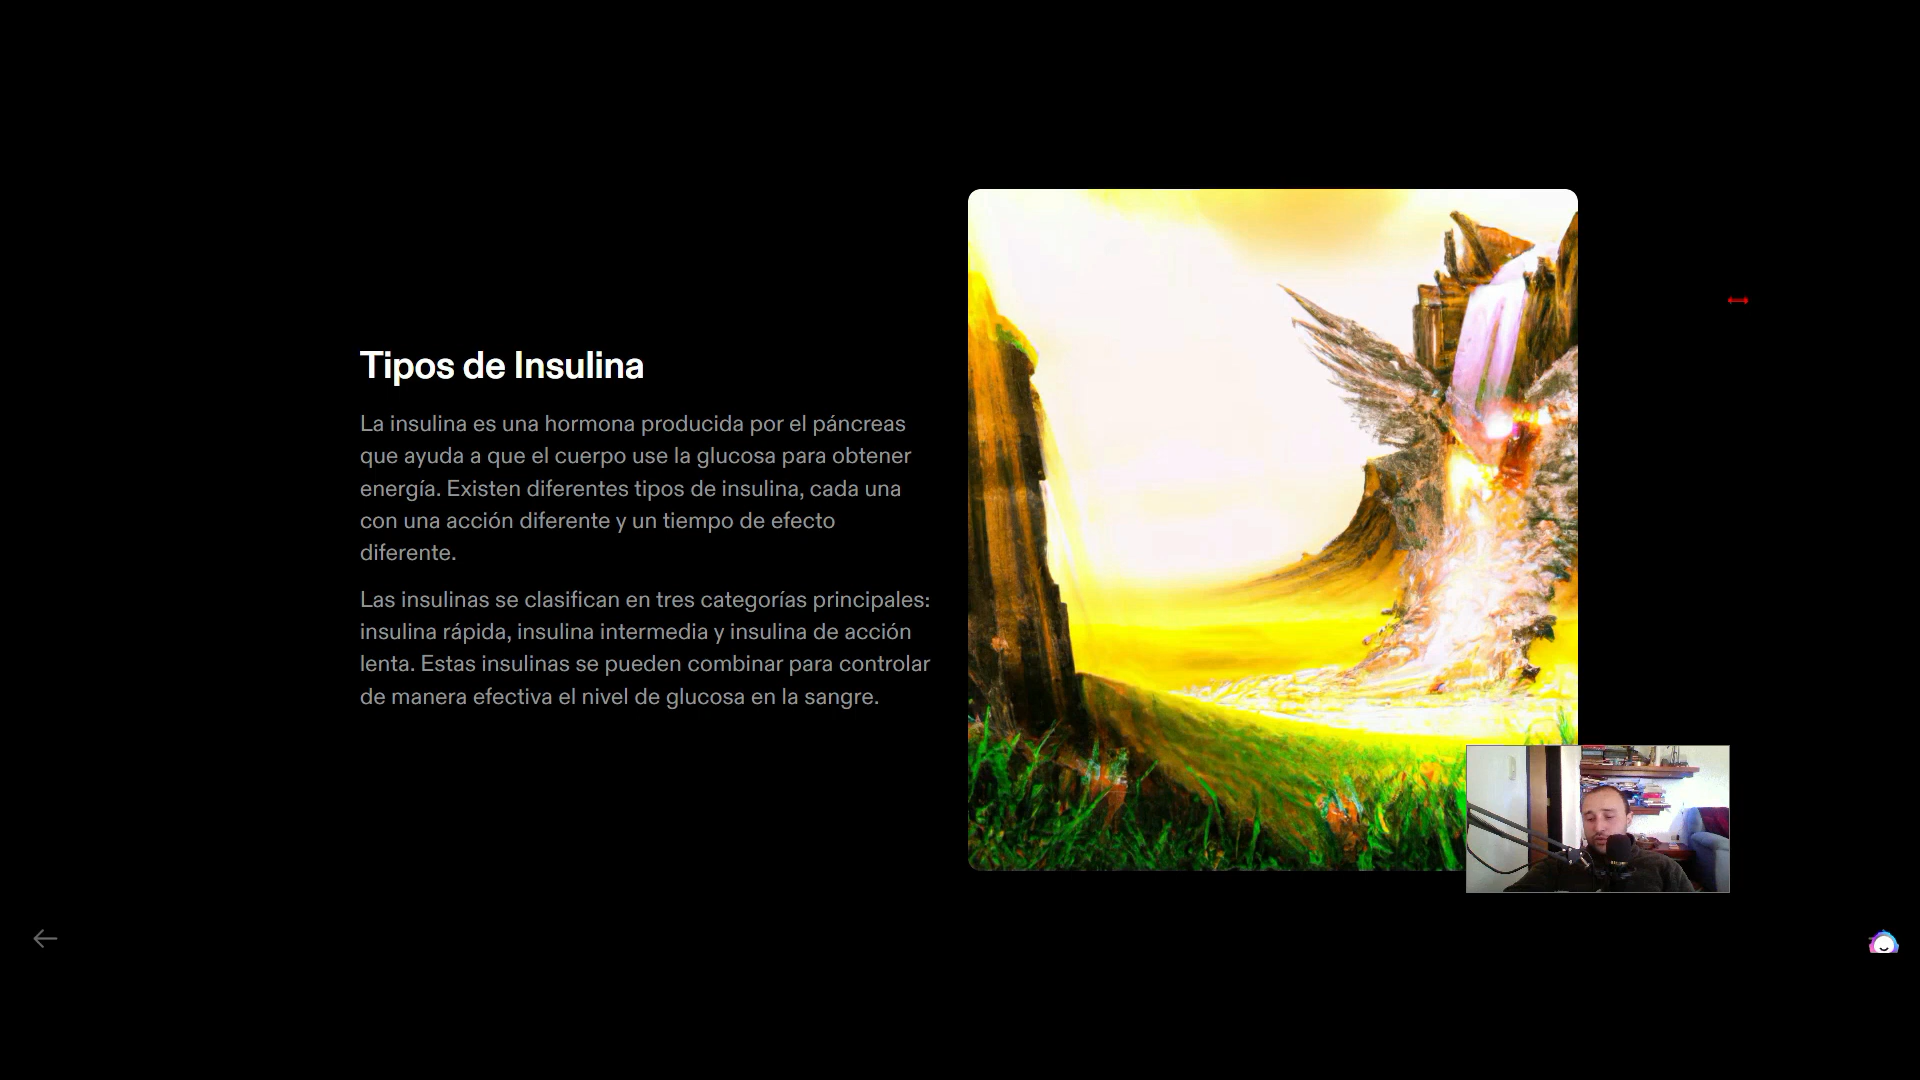 Tipos de Insulina
La insulina es una hormona producida por el páncreas
que ayuda a que el cuerpo use la glucosa para obtener
energía. Existen diferentes tipos de insulina, cada una
con una acción diferente y un tiempo de efecto
diferente.
Las insulinas se clasifican en tres categorías principales:
insulina rápida, insulina intermedia y insulina de acción
lenta. Estas insulinas se pueden combinar para controlar
de manera efectiva el nivel de glucosa en la sangre.